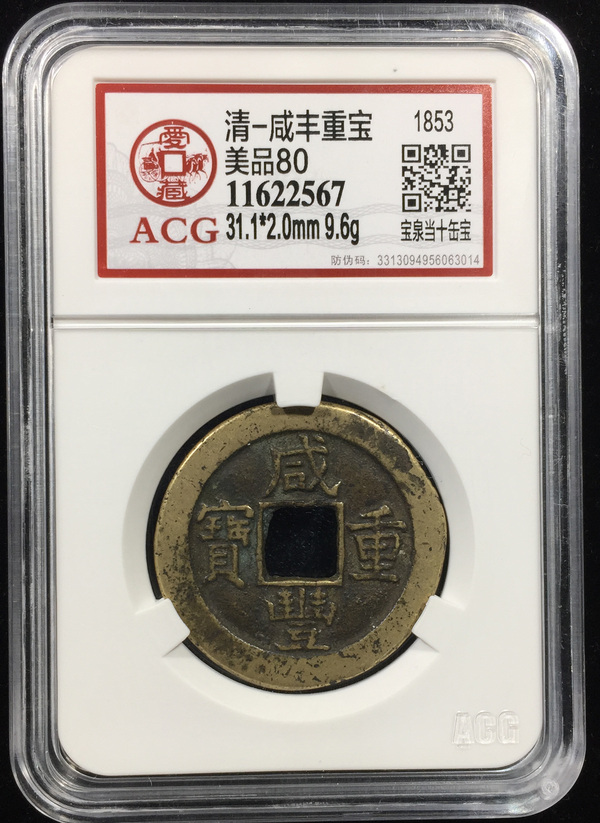 愛藏
ACG
清-咸丰重宝
1853
美品80
11622567
31.1*2.0mm 9.6g
宝泉当十缶宝
防伪码：3313094956063014
咸
寶 重
豐
ACG